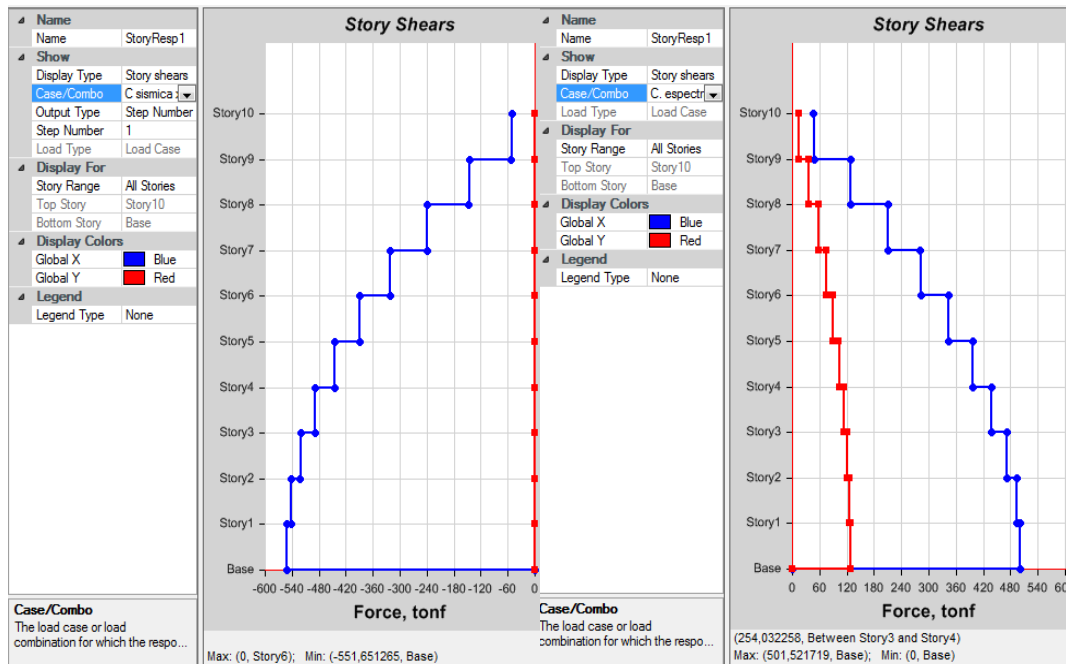 Name
Name StoryResp1
Show
Display Type Story shears
Case/Combo C sismica
Output Type Step Number
Step Number 1
Load Type Load Case
Display For
Story Range All Stories
Top Story Story10
Bottom Story Base
Display Colors
Global X Blue
Global Y Red
Legend
Legend Type None
Case/Combo
The load case or load
combination for which the respo...
Story Shears
Story10
Story9
Story8
Story7
Story6
Story5
Story4
Story3
Story2
Story1
Base
-600 -540 -480 -420 -360 -300 -240 -180 -120 -60 0
Force, tonf
Max: (0, Story6); Min: (-551,651265, Base)
Name
Name StoryResp1
Show
Display Type Story shears
Case/Combo C. espectr
Load Type Load Case
Display For
Story Range All Stories
Top Story Story10
Bottom Story Base
Display Colors
Global X Blue
Global Y Red
Legend
Legend Type None
Case/Combo
The load case or load
combination for which the respo...
Story Shears
Story10
Story9
Story8
Story7
Story6
Story5
Story4
Story3
Story2
Story1
Base
0 60 120 180 240 300 360 420 480 540 60
Force, tonf
(254,032258, Between Story3 and Story4)
Max: (501,521719, Base); Min: (0, Base)